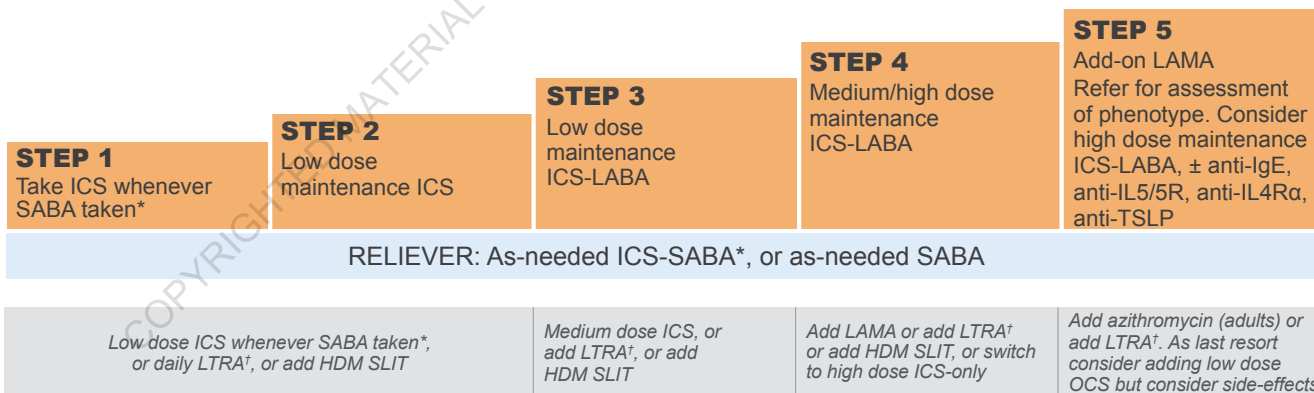 STEP 1
Take ICS whenever
SABA taken*
STEP 2
Low dose
maintenance ICS
STEP 3
Low dose
maintenance
ICS-LABA
STEP 4
Medium/high dose
maintenance
ICS-LABA
STEP 5
Add-on LAMA
Refer for assessment
of phenotype. Consider
high dose maintenance
ICS-LABA, ± anti-IgE,
anti-IL5/5R, anti-IL4Rα,
anti-TSLP
RELIEVER: As-needed ICS-SABA*, or as-needed SABA
Low dose ICS whenever SABA taken*,
or daily LTRA†, or add HDM SLIT
Medium dose ICS, or
add LTRA†, or add
HDM SLIT
Add LAMA or add LTRA†
or add HDM SLIT, or switch
to high dose ICS-only
Add azithromycin (adults) or
add LTRA†. As last resort
consider adding low dose
OCS but consider side-effects
COPYRIGHTED MATERIAL